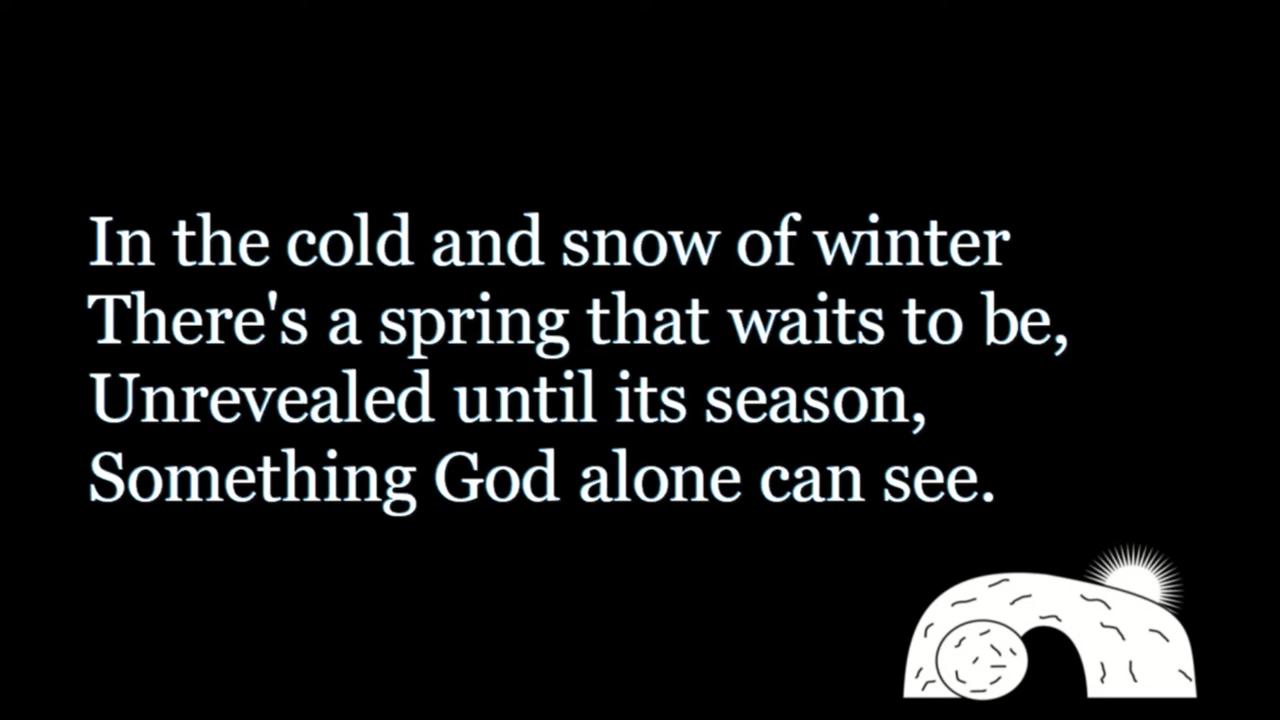 In the cold and snow of winter
There's a spring that waits to be,
Unrevealed until its season,
Something God alone can see.